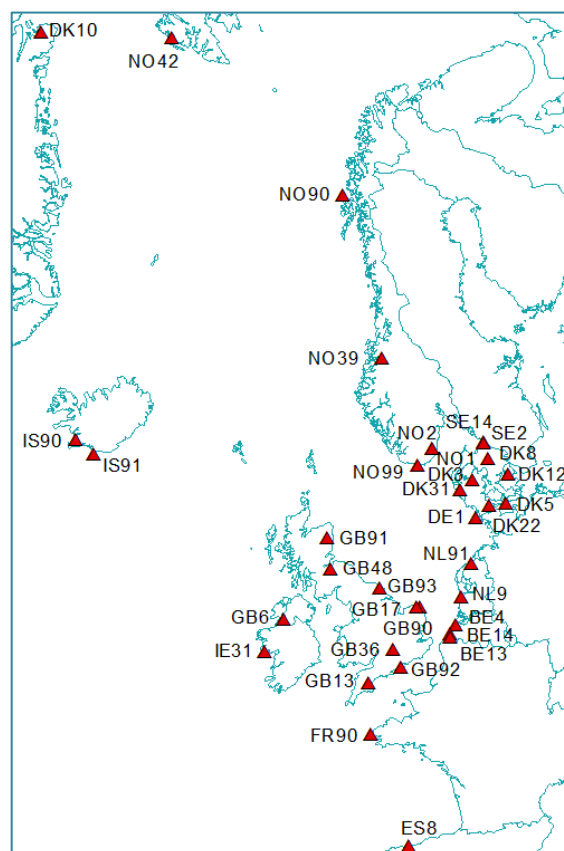 DK10
NO42
NO90
NO39
SE14
SE2
NO2
IS90
NO1
DK8
IS91
NO99
DK3
DK12
DK31
DK5
DE1
DK22
GB91
NL91
GB48
GB93
NL9
GB17
GB6
GB90
BE4
BE14
IE31
GB36
BE13
GB92
GB13
FR90
ES8